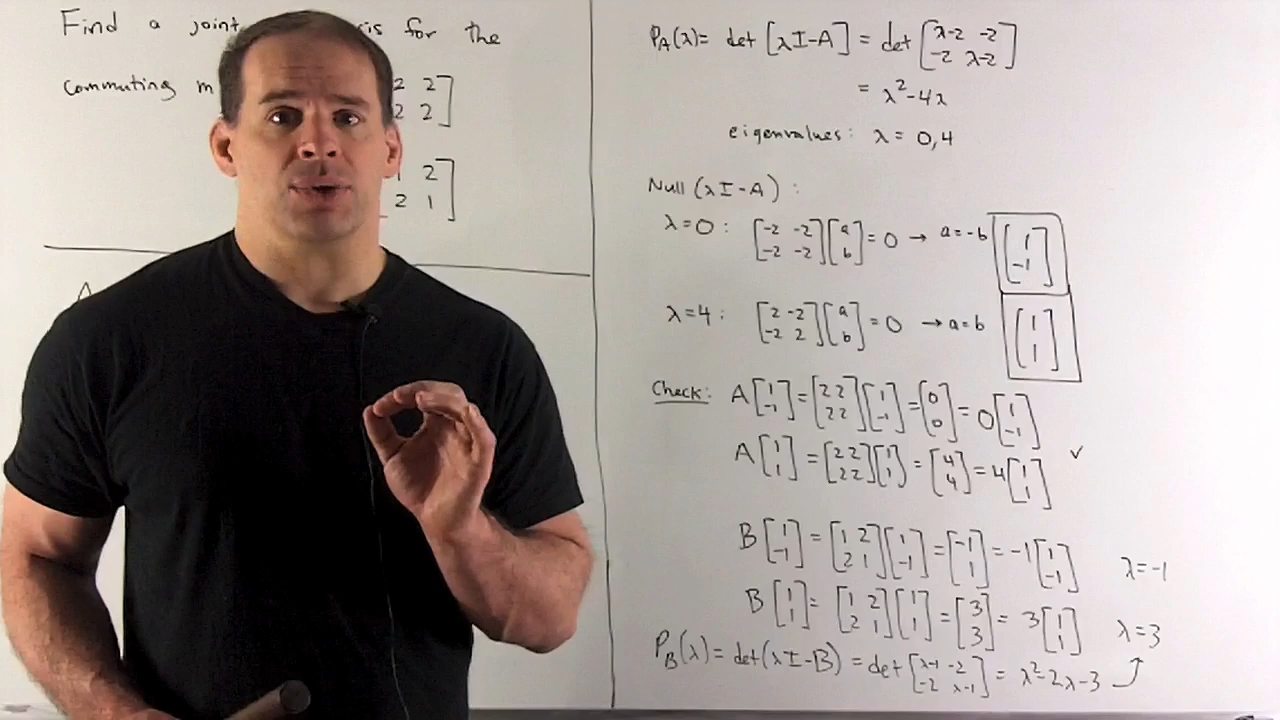 Find a joint is for the
commuting m 2 2
2 2
1 2
2 1
A
P_A(λ) = det [λI-A] = det [λ-2 -2; -2 λ-2]
= λ²-4λ
eigenvalues: λ = 0,4
Null (λI-A) :
λ=0: [-2 -2; -2 -2][a; b] = 0 → a=-b [1; -1]
λ=4: [2 -2; -2 2][a; b] = 0 → a=b [1; 1]
Check: A[1; -1] = [2 2; 2 2][1; -1] = [0; 0] = 0[1; -1]
A[1; 1] = [2 2; 2 2][1; 1] = [4; 4] = 4[1; 1] ✓
B[1; -1] = [1 2; 2 1][1; -1] = [-1; 1] = -1[1; -1] λ=-1
B[1; 1] = [1 2; 2 1][1; 1] = [3; 3] = 3[1; 1] λ=3
P_B(λ) = det(λI-B) = det[λ-1 -2; -2 λ-1] = λ²-2λ-3